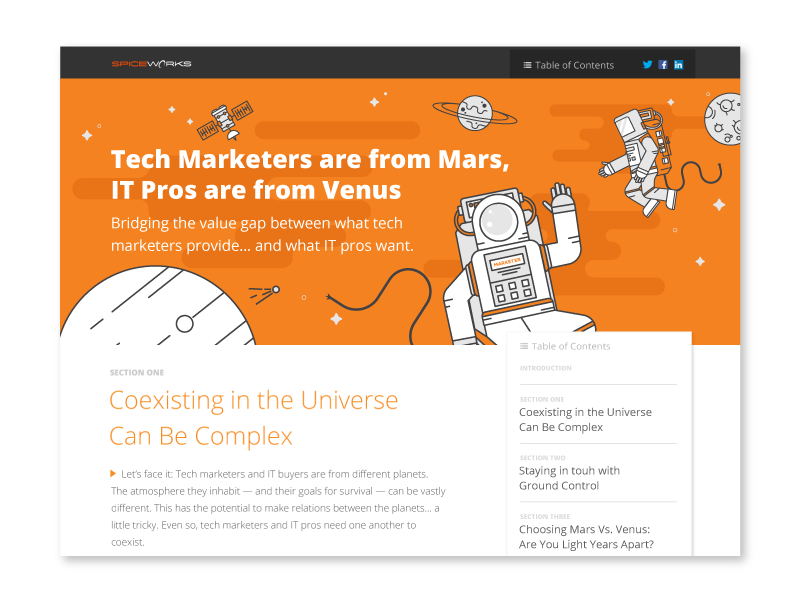 SPICEWORKS
Table of Contents
Tech Marketers are from Mars,
IT Pros are from Venus
Bridging the value gap between what tech
marketers provide... and what IT pros want.
MARKETER
SECTION ONE
Coexisting in the Universe
Can Be Complex
Let's face it: Tech marketers and IT buyers are from different planets.
The atmosphere they inhabit — and their goals for survival — can be vastly
different. This has the potential to make relations between the planets... a
little tricky. Even so, tech marketers and IT pros need one another to
coexist.
Table of Contents
INTRODUCTION
SECTION ONE
Coexisting in the Universe
Can Be Complex
SECTION TWO
Staying in touh with
Ground Control
SECTION THREE
Choosing Mars Vs. Venus:
Are You Light Years Apart?